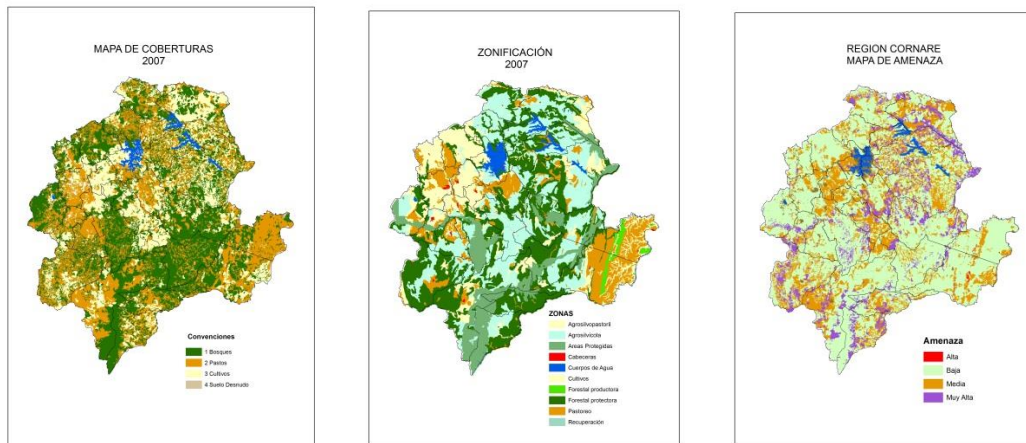 MAPA DE COBERTURAS
2007
Convenciones
1 Bosques
2 Pastos
3 Cultivos
4 Suelo Desnudo
ZONIFICACIÓN
2007
ZONAS
Agrosilvopastoril
Agrosilvícola
Areas Protegidas
Cabeceras
Cuerpos de Agua
Cultivos
Forestal productora
Forestal protectora
Pastoreo
Recuperación
REGION CORNARE
MAPA DE AMENAZA
Amenaza
Alta
Baja
Media
Muy Alta